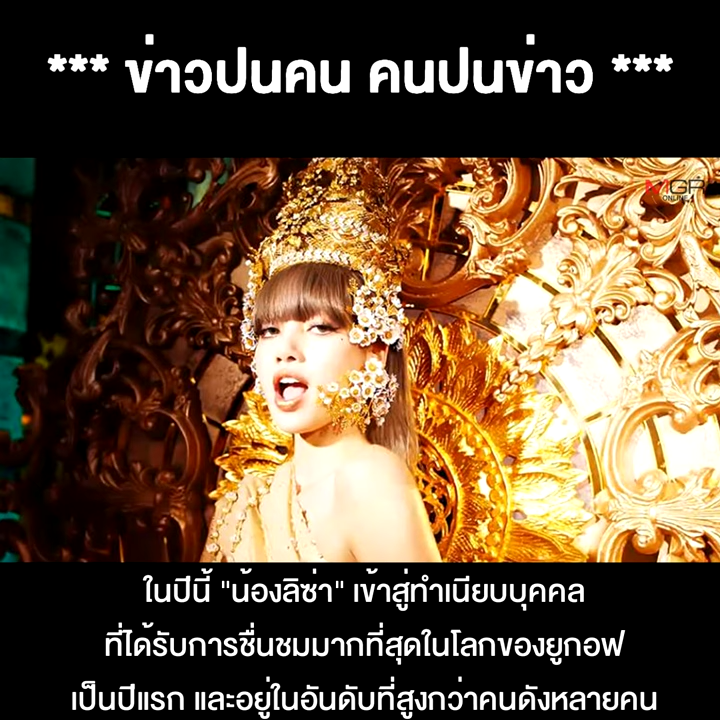 *** ข่าวปนคน คนปนข่าว ***
MGR
ONLINE
ในปีนี้ "น้องลิซ่า" เข้าสู่ทำเนียบบุคคล
ที่ได้รับการชื่นชมมากที่สุดในโลกของยูกอฟ
เป็นปีแรก และอยู่ในอันดับที่สูงกว่าคนดังหลายคน